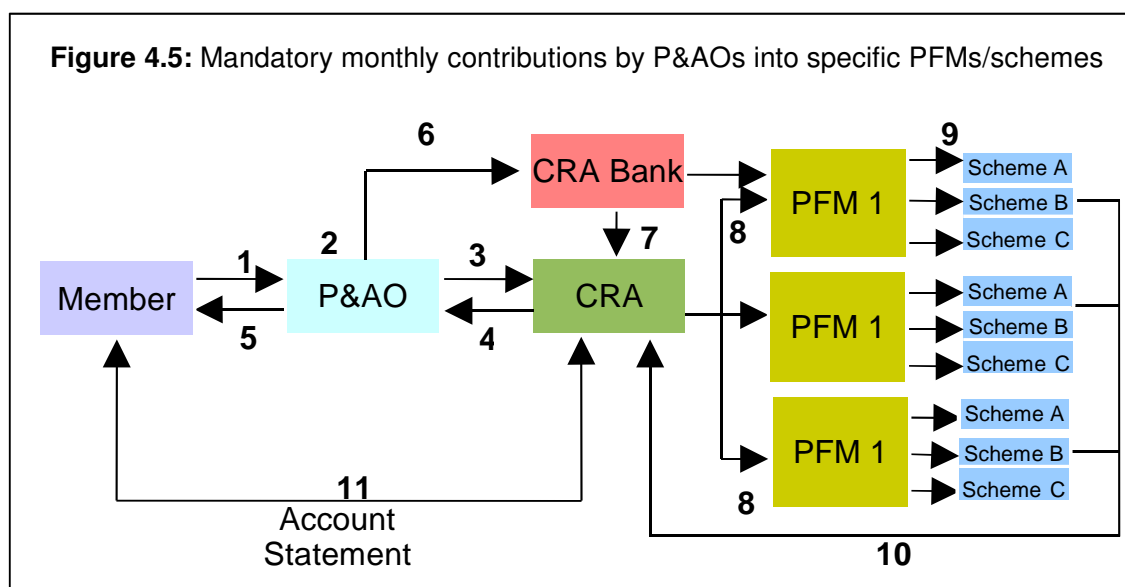 Figure 4.5: Mandatory monthly contributions by P&AOs into specific PFMs/schemes
6
9
CRA Bank
PFM 1
Scheme A
Scheme B
Scheme C
8
7
1
2
3
Member
P&AO
CRA
5
4
PFM 1
Scheme A
Scheme B
Scheme C
PFM 1
Scheme A
Scheme B
Scheme C
8
11
Account
Statement
10